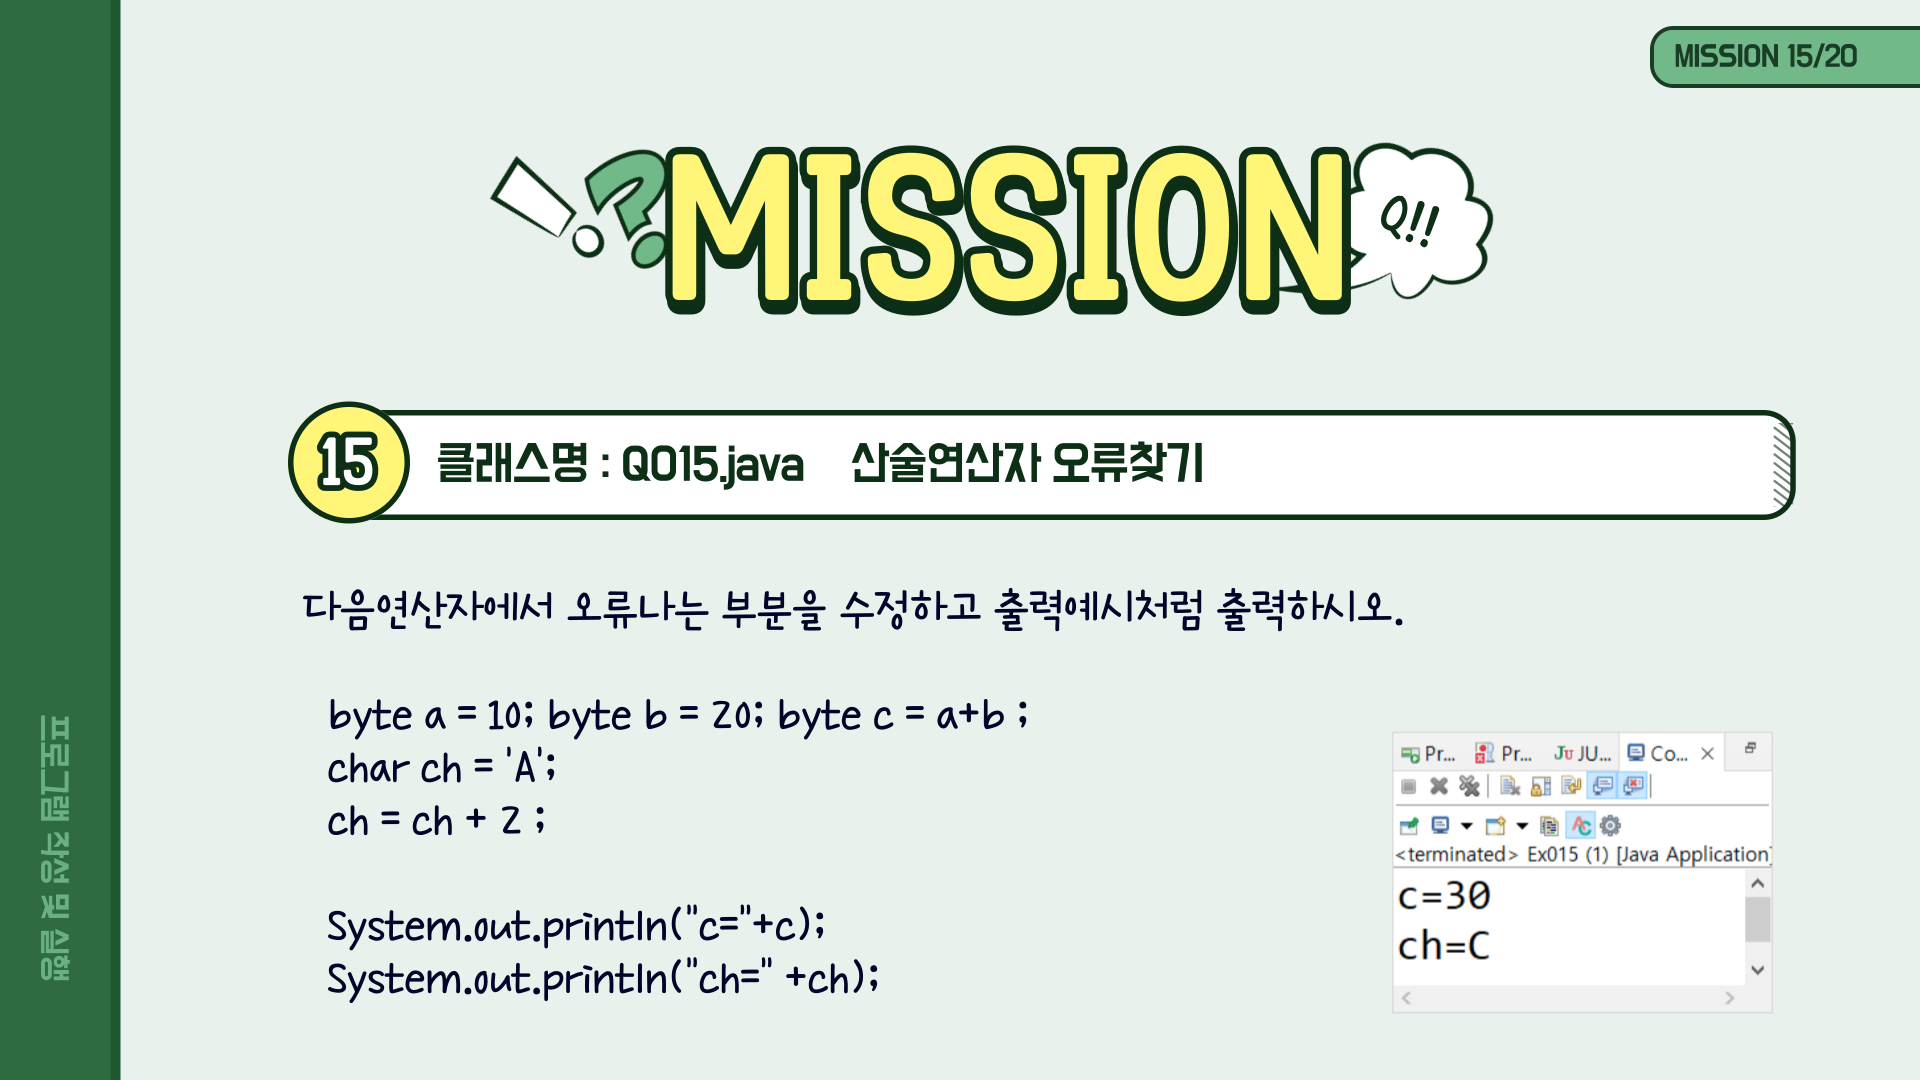 MISSION 15/20
!?MISSION
Q!!
15 클래스명 : Q015.java 산술연산자 오류찾기
다음연산자에서 오류나는 부분을 수정하고 출력예시처럼 출력하시오.
byte a = 10; byte b = 20; byte c = a+b ;
char ch = 'A';
ch = ch + 2 ;
System.out.println("c="+c);
System.out.println("ch=" +ch);
Pr... Pr... JU JU... Co...
<terminated> Ex015 (1) [Java Application]
c=30
ch=C
프로그램 작성 및 실행